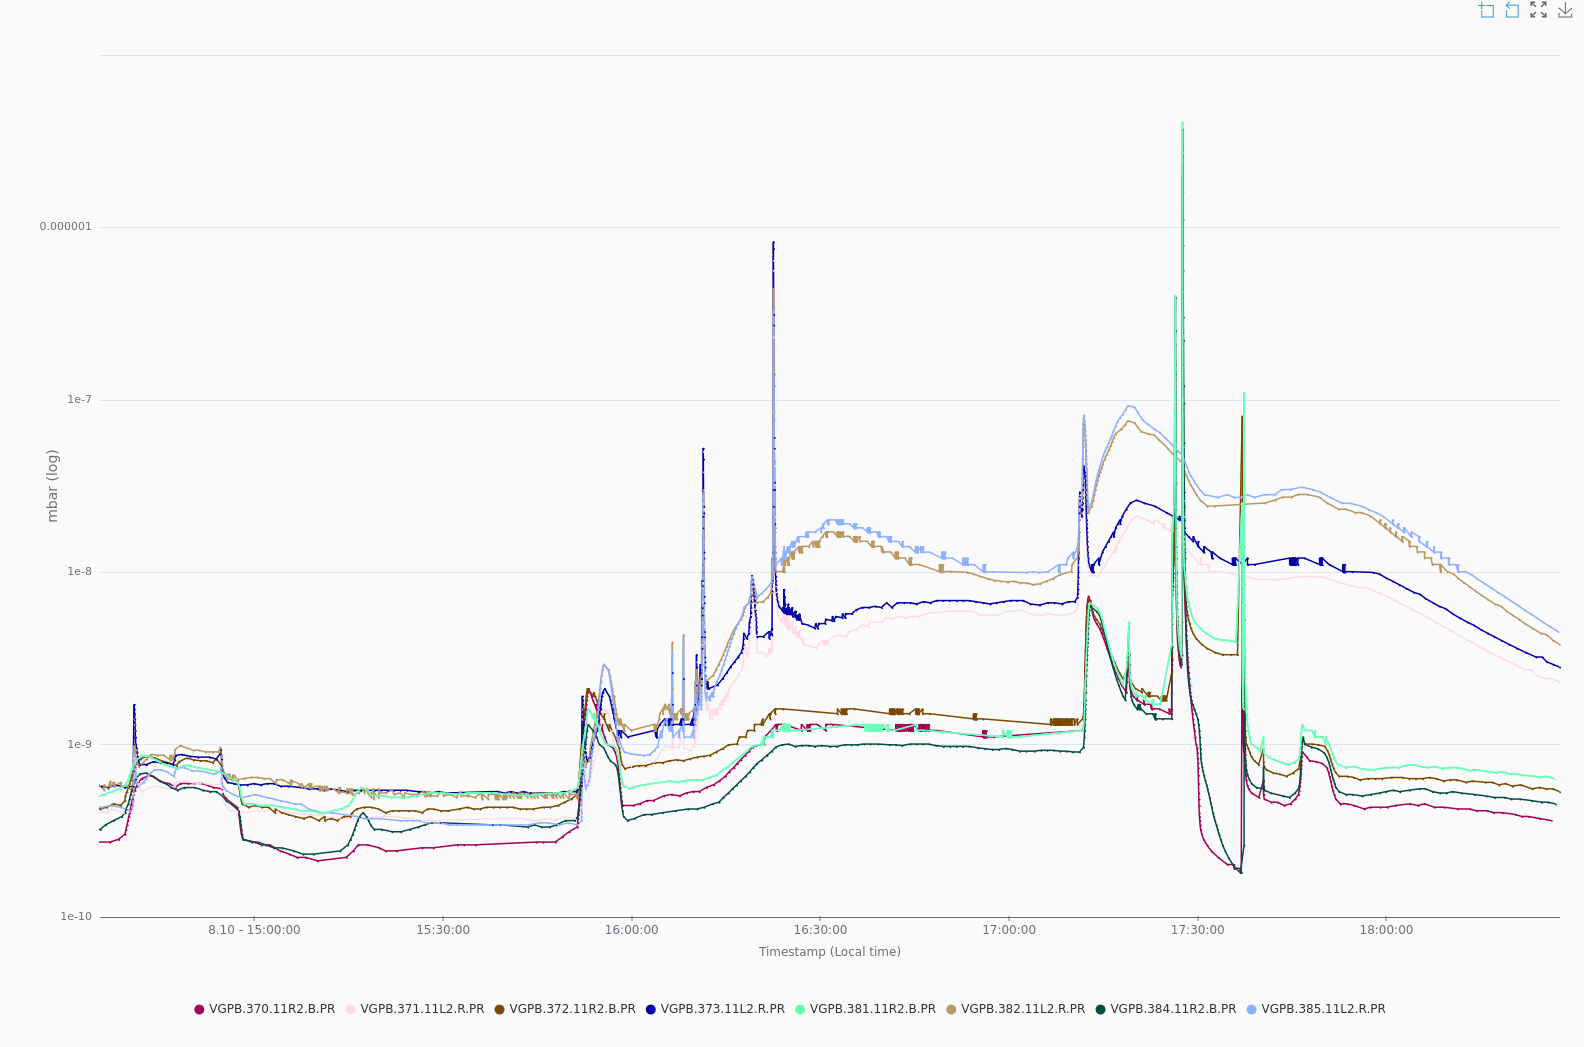 0.000001
1e-7
mbar (log)
1e-8
1e-9
1e-10
8.10 - 15:00:00 15:30:00 16:00:00 16:30:00 17:00:00 17:30:00 18:00:00
Timestamp (Local time)
VGPB.370.11R2.B.PR VGPB.371.11L2.R.PR VGPB.372.11R2.B.PR VGPB.373.11L2.R.PR VGPB.381.11R2.B.PR VGPB.382.11L2.R.PR VGPB.384.11R2.B.PR VGPB.385.11L2.R.PR